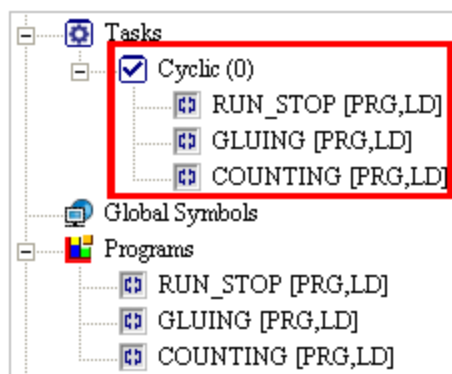 Tasks
Cyclic (0)
RUN_STOP [PRG,LD]
GLUING [PRG,LD]
COUNTING [PRG,LD]
Global Symbols
Programs
RUN_STOP [PRG,LD]
GLUING [PRG,LD]
COUNTING [PRG,LD]